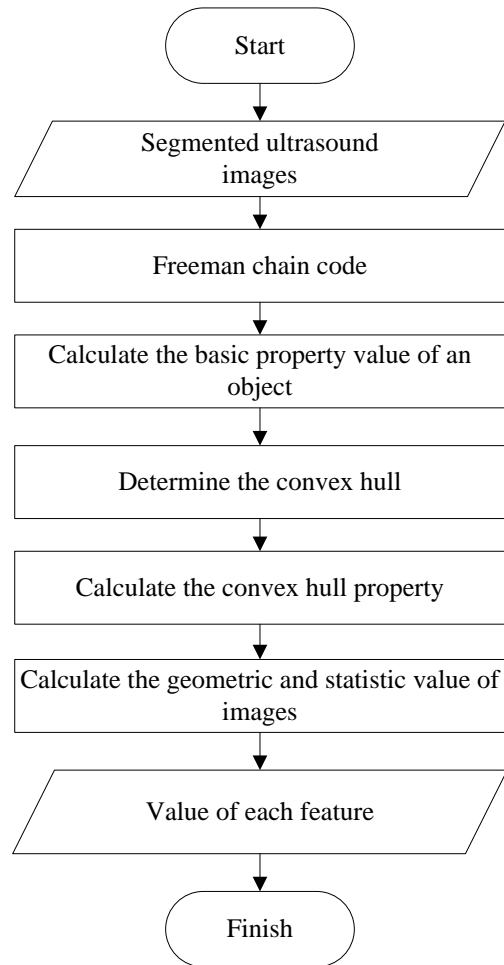 Start
Segmented ultrasound
images
Freeman chain code
Calculate the basic property value of an
object
Determine the convex hull
Calculate the convex hull property
Calculate the geometric and statistic value of
images
Value of each feature
Finish